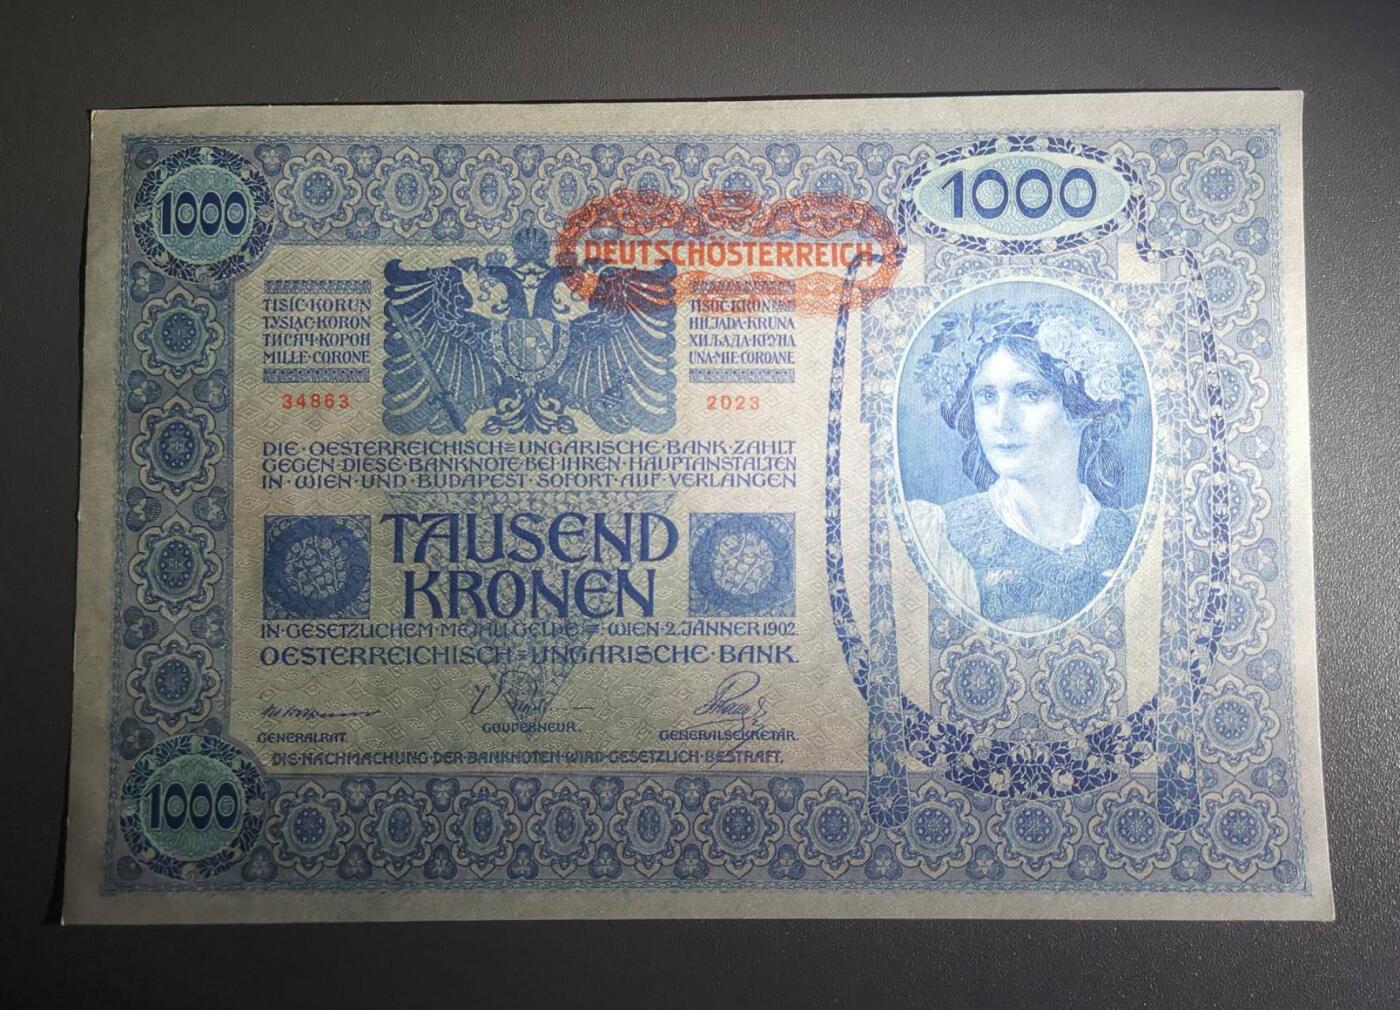 1000
1000
DEUTSCHÖSTERREICH
TISÍC·KORUN
TYSIĄC·KORON
ТИСЯЧ·КОРОН
MILLE·CORONE
TISOČ·KRON
HILJADA·KRUNA
ХИЉАДА·КРУНА
UNA·MIE·COROANE
34863
2023
DIE·OESTERREICHISCH=UNGARISCHE·BANK·ZAHLT
GEGEN·DIESE·BANKNOTE·BEI·IHREN·HAUPTANSTALTEN
IN·WIEN·UND·BUDAPEST·SOFORT·AUF·VERLANGEN
TAUSEND
KRONEN
IN·GESETZLICHEM·METALLGELDE=WIEN·2.JÄNNER 1902.
OESTERREICHISCH=UNGARISCHE·BANK.
GENERALRAT.
GOUVERNEUR.
GENERALSEKRETÄR.
DIE·NACHMACHUNG·DER·BANKNOTEN·WIRD·GESETZLICH·BESTRAFT.
1000